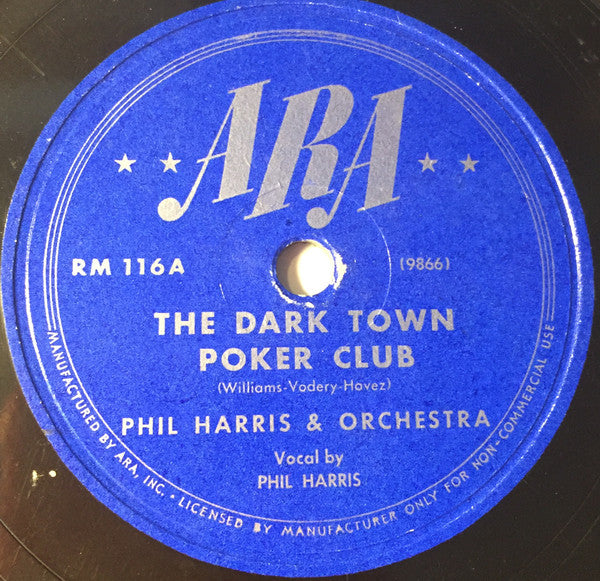 ARA
RM 116A
(9866)
THE DARK TOWN
POKER CLUB
(Williams-Vodery-Havez)
PHIL HARRIS & ORCHESTRA
Vocal by
PHIL HARRIS
MANUFACTURED BY ARA, INC. • LICENSED BY MANUFACTURER ONLY FOR NON-COMMERCIAL USE